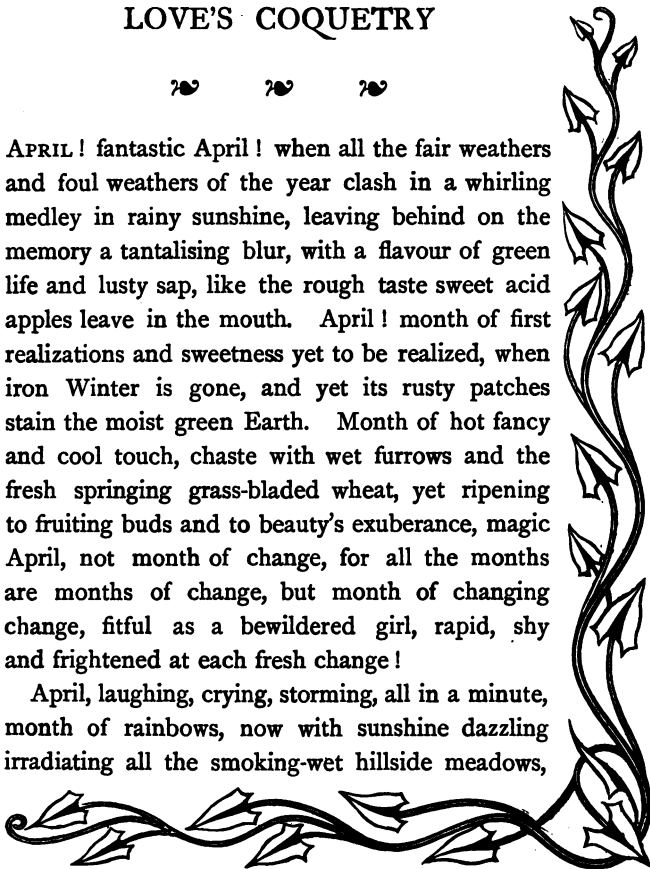 LOVE'S COQUETRY
APRIL! fantastic April! when all the fair weathers
and foul weathers of the year clash in a whirling
medley in rainy sunshine, leaving behind on the
memory a tantalising blur, with a flavour of green
life and lusty sap, like the rough taste sweet acid
apples leave in the mouth. April! month of first
realizations and sweetness yet to be realized, when
iron Winter is gone, and yet its rusty patches
stain the moist green Earth. Month of hot fancy
and cool touch, chaste with wet furrows and the
fresh springing grass-bladed wheat, yet ripening
to fruiting buds and to beauty's exuberance, magic
April, not month of change, for all the months
are months of change, but month of changing
change, fitful as a bewildered girl, rapid, shy
and frightened at each fresh change!
April, laughing, crying, storming, all in a minute,
month of rainbows, now with sunshine dazzling
irradiating all the smoking-wet hillside meadows,